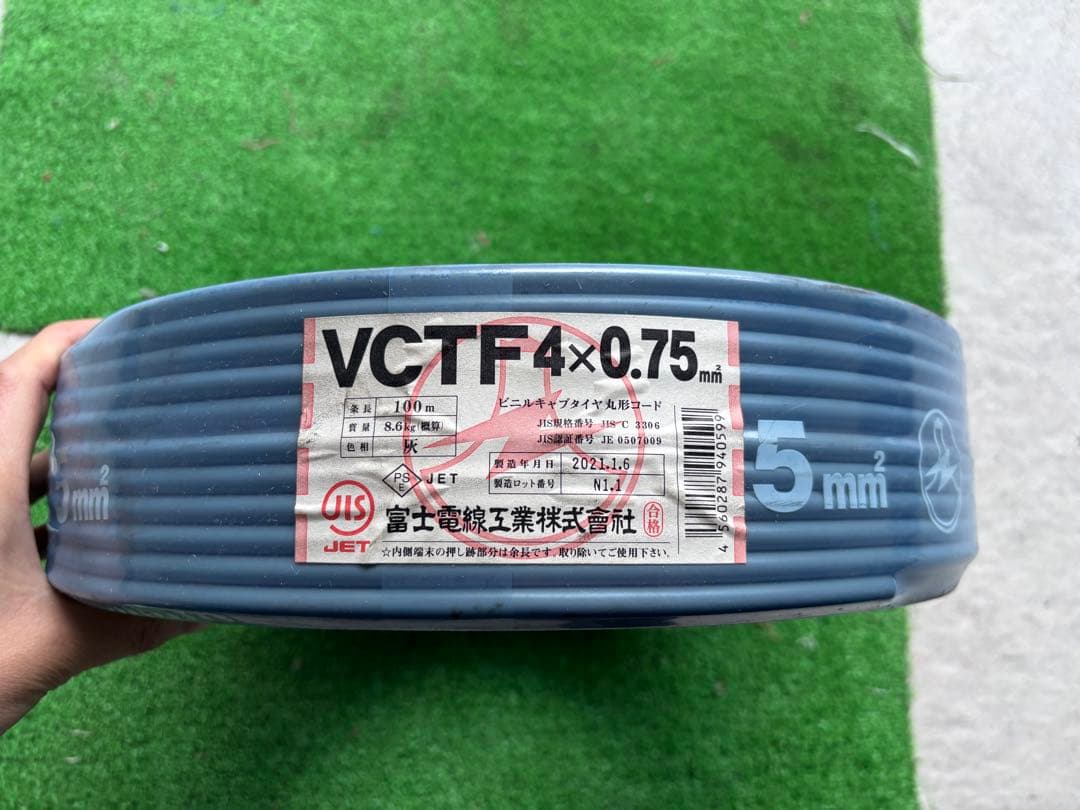 VCTF4×0.75mm²
条長 100m
質量 8.6kg(概算)
色相 灰
ビニルキャブタイヤ丸形コード
JIS規格番号 JIS C 3306
JIS認証番号 JE 0507009
PS E JET
製造年月日 2021.1.6
製造ロット番号 N1.1
JIS
JET
富士電線工業株式會社 合格
☆内側端末の押し跡部分は余長です。取り除いてご使用下さい。
4 560287 940599
5mm²
mm²